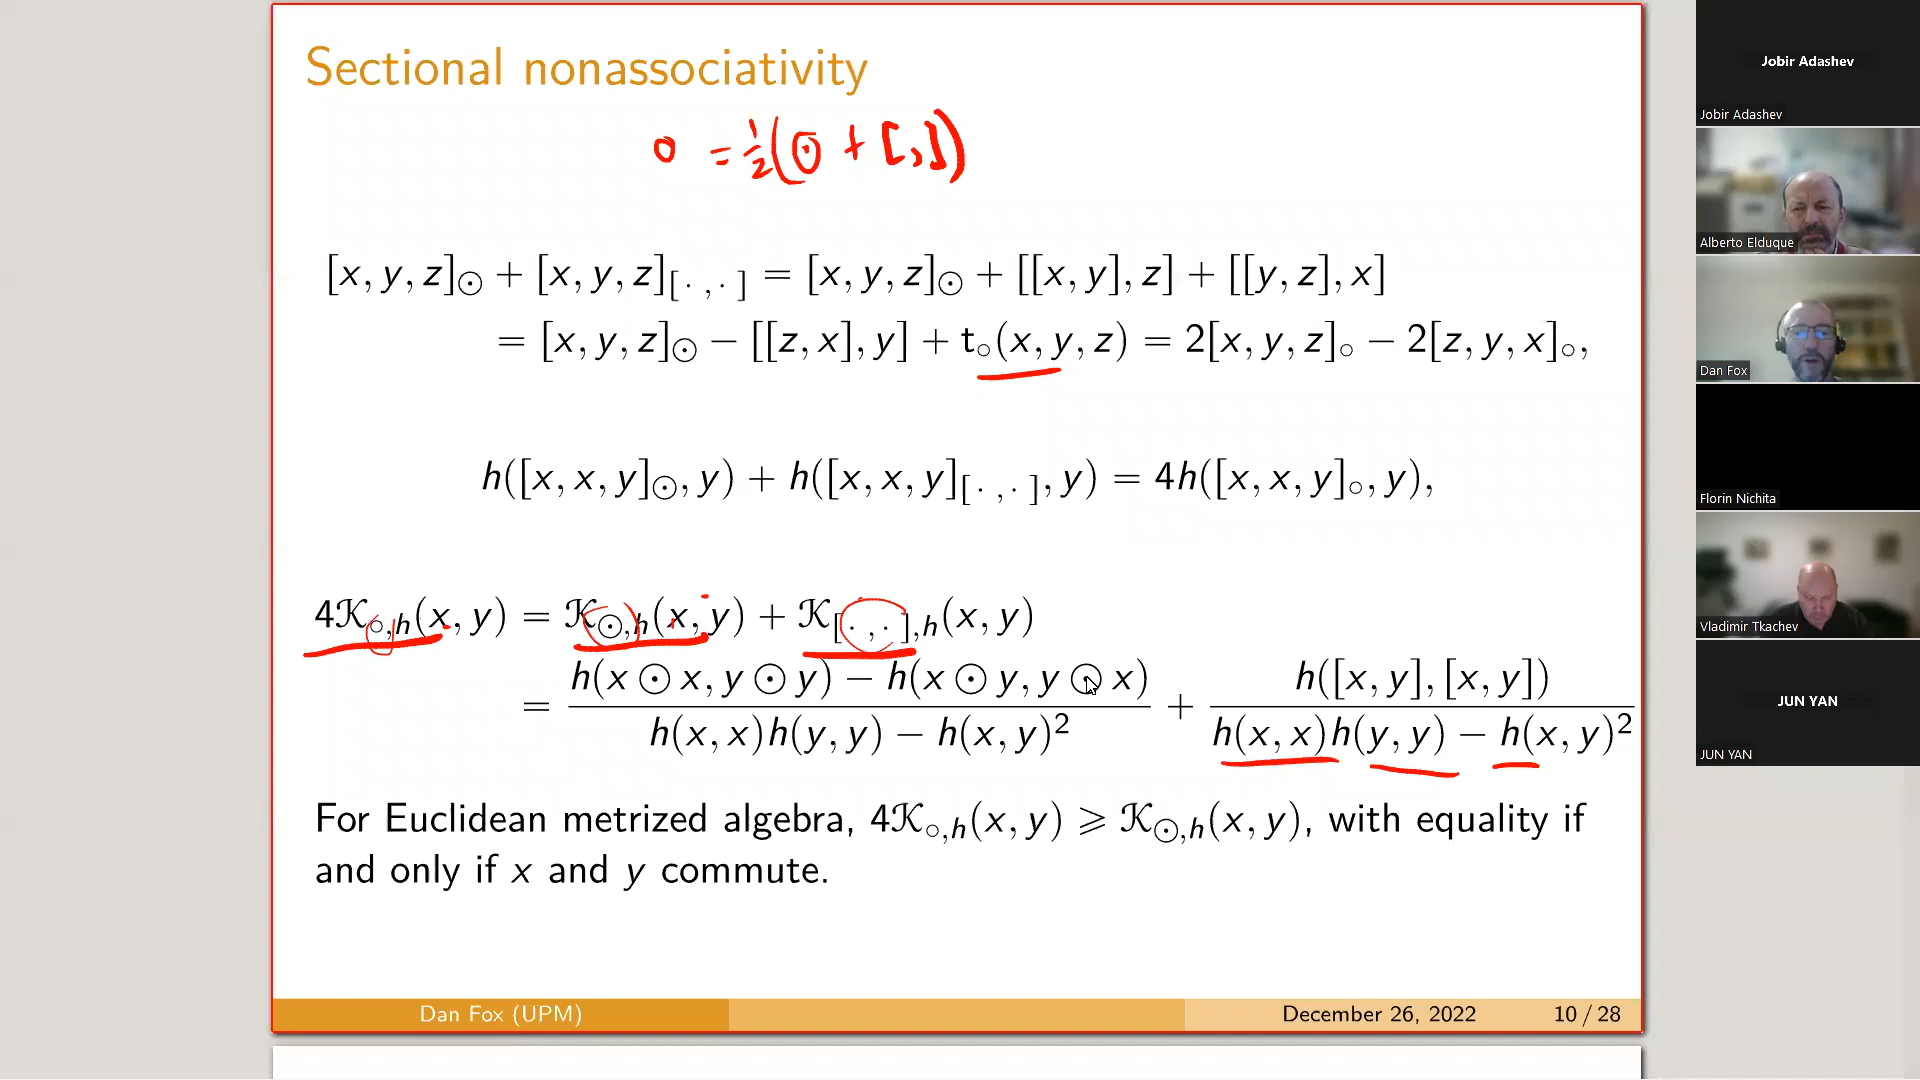 Sectional nonassociativity
∘ = ½(⊙ + [,])
[x, y, z]⊙ + [x, y, z][·,·] = [x, y, z]⊙ + [[x, y], z] + [[y, z], x]
= [x, y, z]⊙ − [[z, x], y] + t∘(x, y, z) = 2[x, y, z]∘ − 2[z, y, x]∘,
h([x, x, y]⊙, y) + h([x, x, y][·,·], y) = 4h([x, x, y]∘, y),
4𝒦∘,h(x, y) = 𝒦⊙,h(x, y) + 𝒦[·,·],h(x, y)
= h(x ⊙ x, y ⊙ y) − h(x ⊙ y, y ⊙ x) / h(x, x)h(y, y) − h(x, y)² + h([x, y], [x, y]) / h(x, x)h(y, y) − h(x, y)²
For Euclidean metrized algebra, 4𝒦∘,h(x, y) ⩾ 𝒦⊙,h(x, y), with equality if
and only if x and y commute.
Dan Fox (UPM) December 26, 2022 10 / 28
Jobir Adashev
Jobir Adashev
Alberto Elduque
Dan Fox
Florin Nichita
Vladimir Tkachev
JUN YAN
JUN YAN